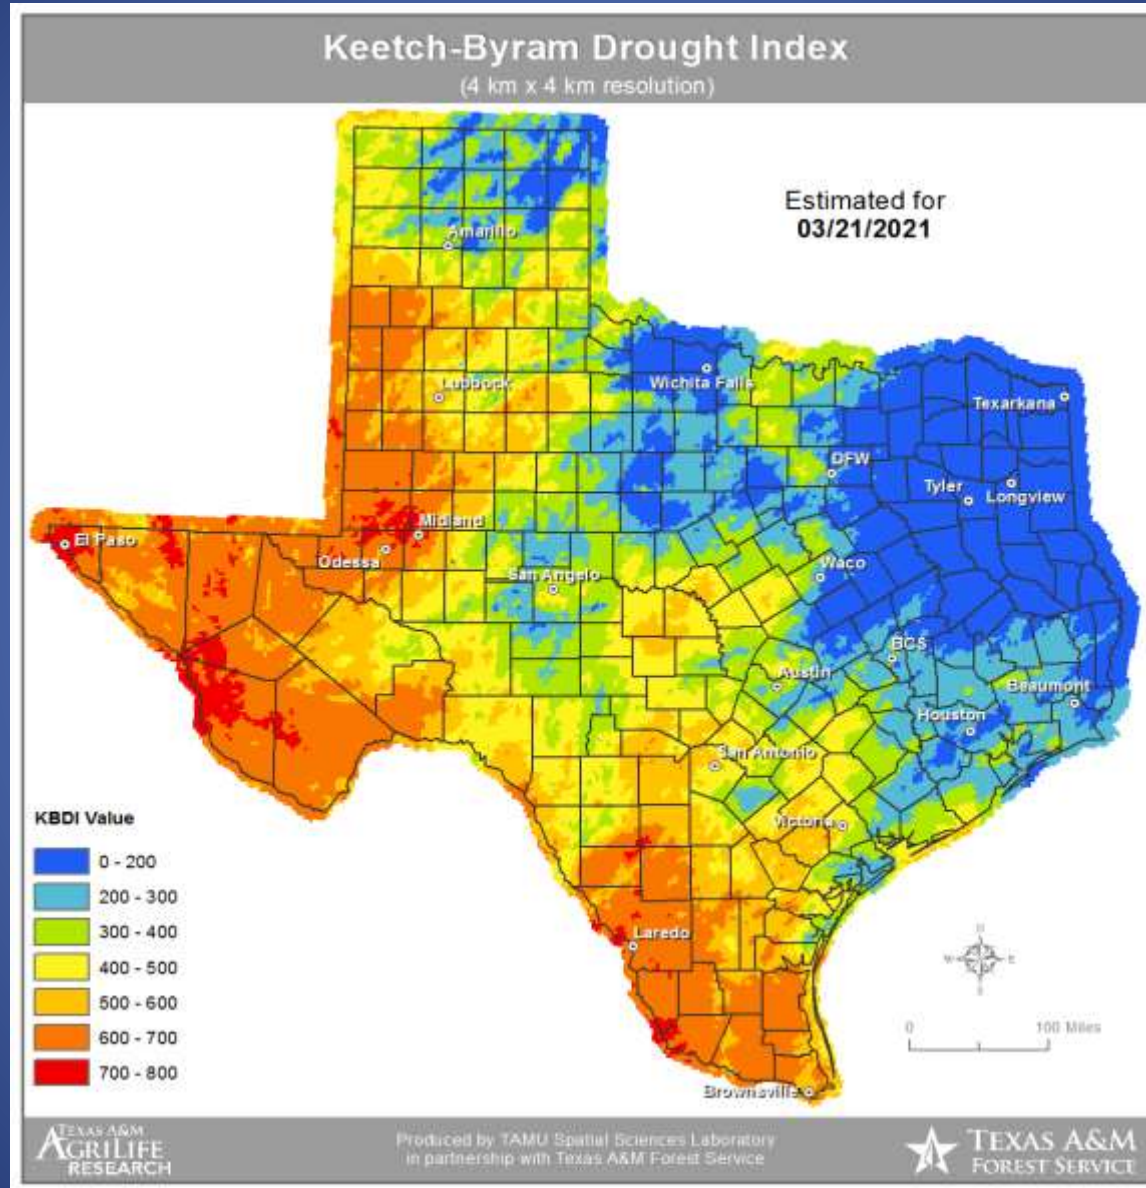 Keetch-Byram Drought Index
(4 km x 4 km resolution)
Estimated for
03/21/2021
Amarillo
Lubbock
Wichita Falls
Texarkana
DFW
Tyler
Longview
El Paso
Midland
Odessa
San Angelo
Waco
BCS
Austin
Beaumont
Houston
San Antonio
Victoria
Laredo
Brownsville
KBDI Value
0 - 200
200 - 300
300 - 400
400 - 500
500 - 600
600 - 700
700 - 800
N
W E
S
0 100 Miles
TEXAS A&M
AGRILIFE
RESEARCH
Produced by TAMU Spatial Sciences Laboratory
in partnership with Texas A&M Forest Service
TEXAS A&M
FOREST SERVICE